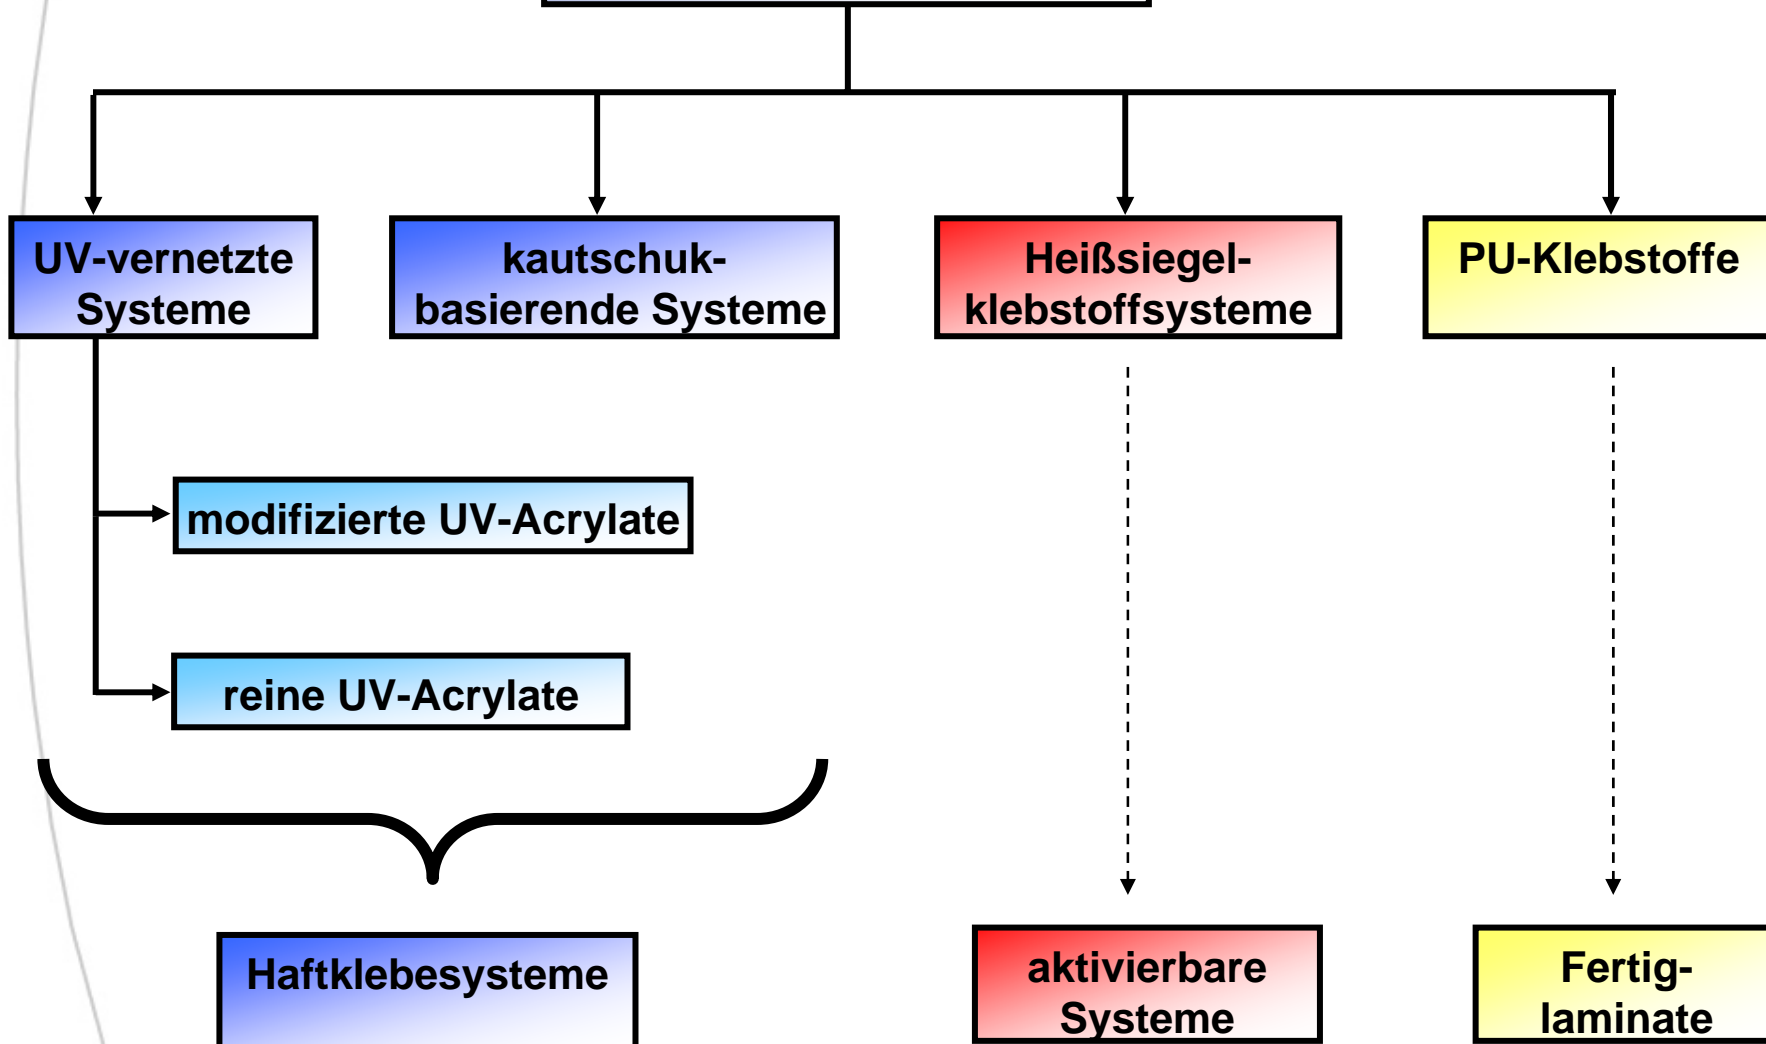 UV-vernetzte
Systeme
kautschuk-
basierende Systeme
Heißsiegel-
klebstoffsysteme
PU-Klebstoffe
modifizierte UV-Acrylate
reine UV-Acrylate
Haftklebesysteme
aktivierbare
Systeme
Fertig-
laminate